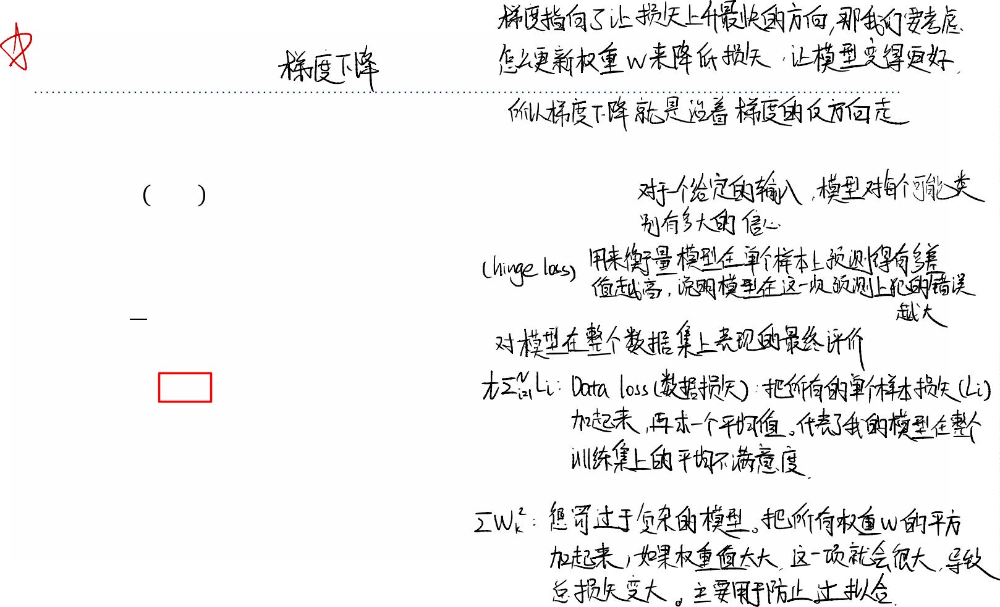 梯度指向了让损失上升最快的方向,那我们要考虑
怎么更新权重W来降低损失,让模型变得更好.
梯度下降
所以梯度下降就是沿着梯度的反方向走
( )
对于一个给定的输入,模型对每个可能类
别有多大的信心
(hinge loss) 用来衡量模型在单个样本上预测得有多差
值越高,说明模型在这一次预测上犯的错误
越大
对模型在整个数据集上表现的最终评价
Σᴺᵢ₌₁Li: Data loss(数据损失):把所有的单个样本损失(Li)
加起来,再求一个平均值。代表了我的模型在整个
训练集上的平均不满意度.
ΣWₖ²: 惩罚过于复杂的模型。把所有权重W的平方
加起来,如果权重值太大,这一项就会很大,导致
总损失变大。主要用于防止过拟合.